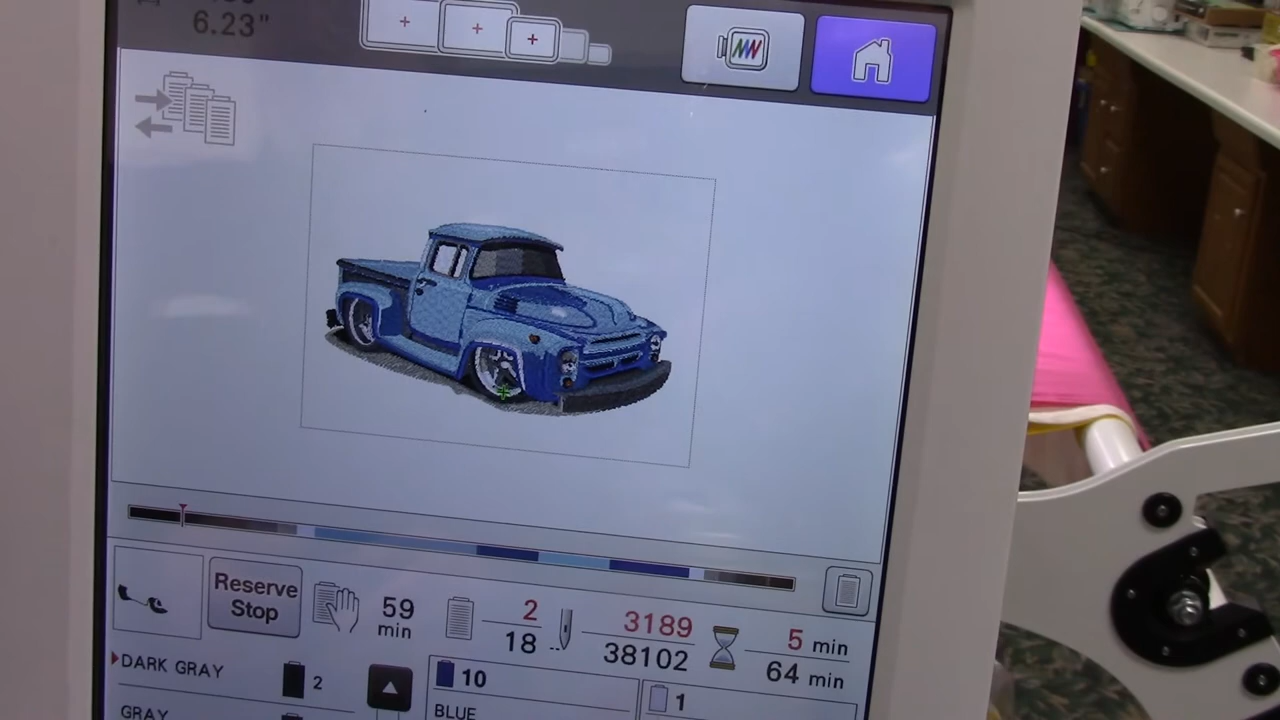 6.23"
Reserve
Stop
59
min
2
18
3189
38102
5 min
64 min
DARK GRAY
2
10
BLUE
1
GRAY